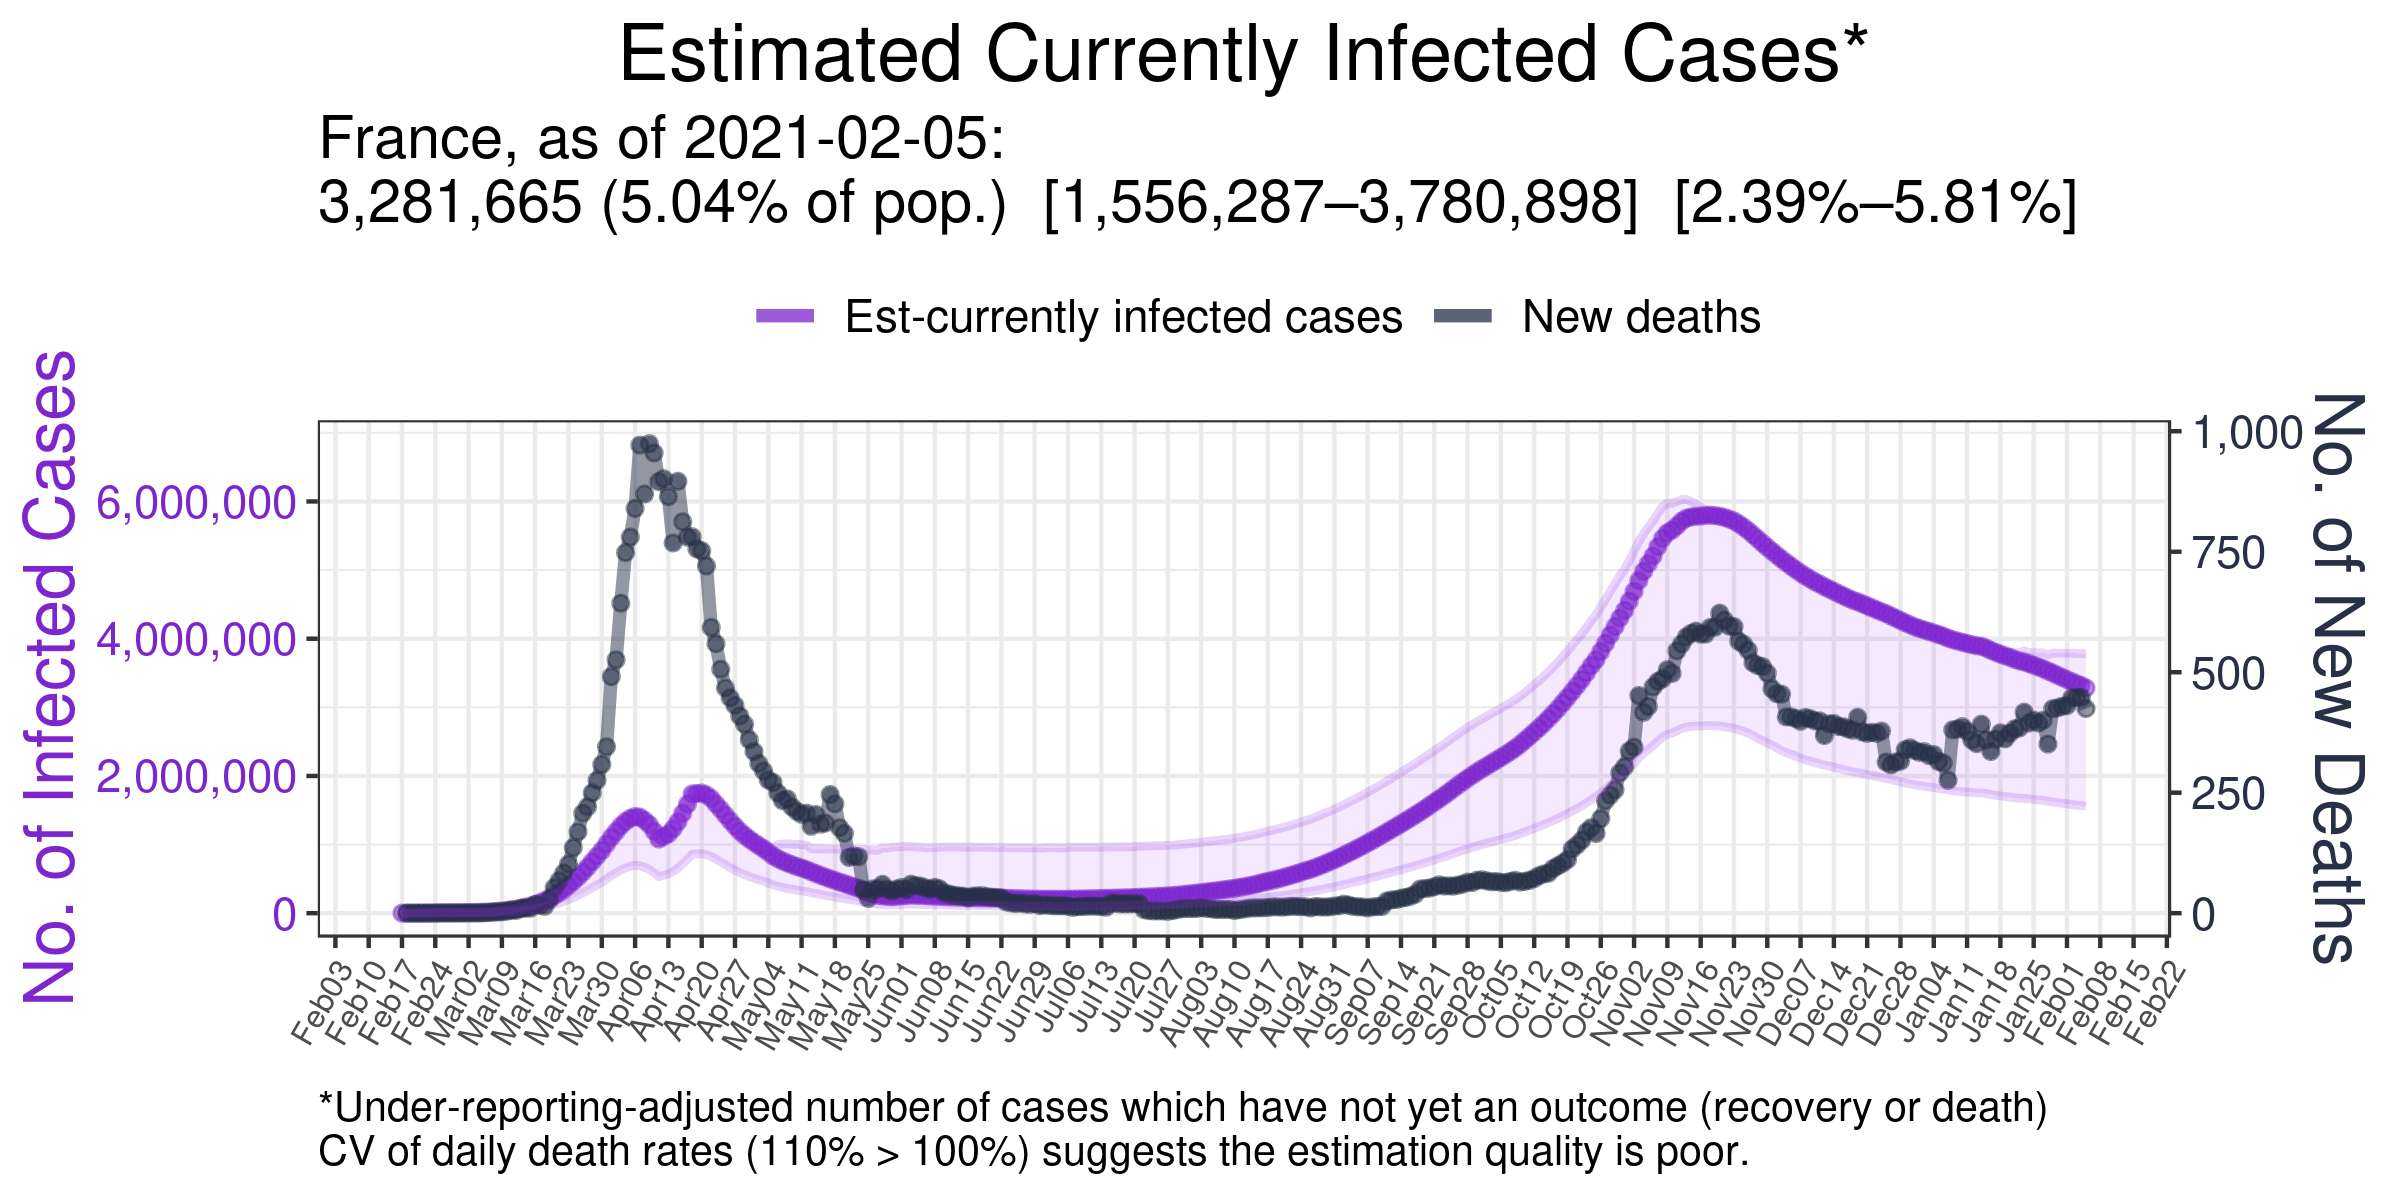 Estimated Currently Infected Cases*
France, as of 2021-02-05:
3,281,665 (5.04% of pop.) [1,556,287–3,780,898] [2.39%–5.81%]
Est-currently infected cases New deaths
No. of Infected Cases
6,000,000
4,000,000
2,000,000
0
1,000
750
500
250
0
No. of New Deaths
Feb03 Feb10 Feb17 Feb24 Mar02 Mar09 Mar16 Mar23 Mar30 Apr06 Apr13 Apr20 Apr27 May04 May11 May18 May25 Jun01 Jun08 Jun15 Jun22 Jun29 Jul06 Jul13 Jul20 Jul27 Aug03 Aug10 Aug17 Aug24 Aug31 Sep07 Sep14 Sep21 Sep28 Oct05 Oct12 Oct19 Oct26 Nov02 Nov09 Nov16 Nov23 Nov30 Dec07 Dec14 Dec21 Dec28 Jan04 Jan11 Jan18 Jan25 Feb01 Feb08 Feb15 Feb22
*Under-reporting-adjusted number of cases which have not yet an outcome (recovery or death)
CV of daily death rates (110% > 100%) suggests the estimation quality is poor.